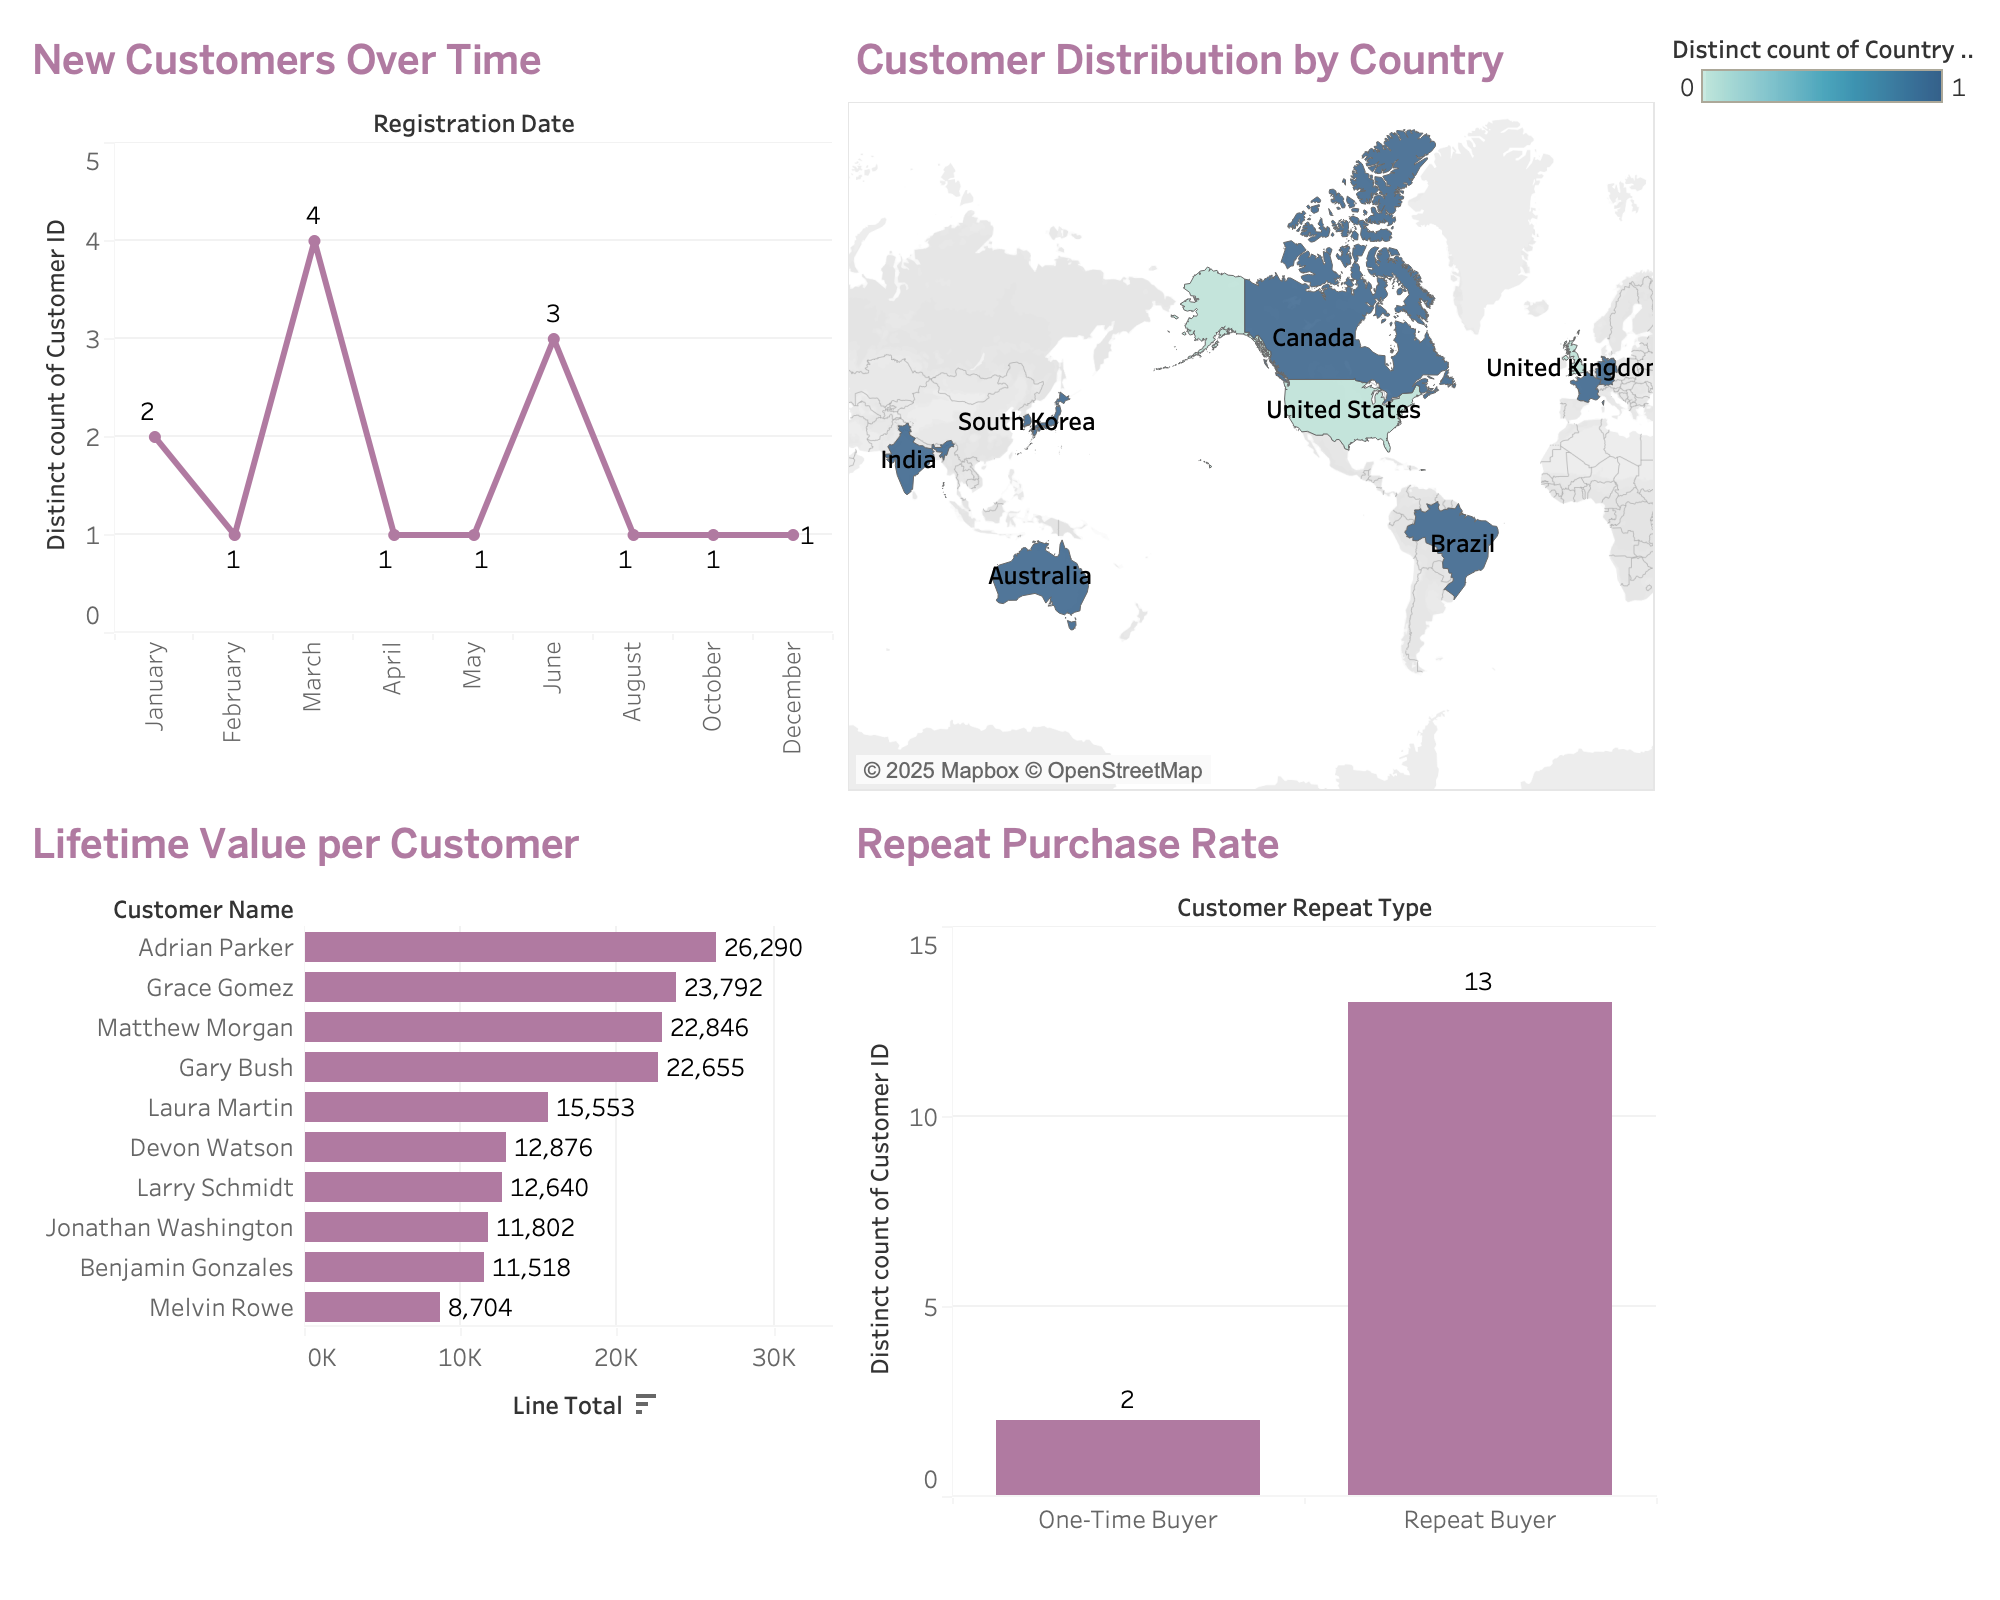 New Customers Over Time
Registration Date
Distinct count of Customer ID
5
4
3
2
1
0
2
1
4
1
1
3
1
1
1
January
February
March
April
May
June
August
October
December
Customer Distribution by Country
Distinct count of Country ..
0
1
Canada
United Kingdor
United States
South Korea
India
Brazil
Australia
© 2025 Mapbox © OpenStreetMap
Lifetime Value per Customer
Customer Name
Adrian Parker 26,290
Grace Gomez 23,792
Matthew Morgan 22,846
Gary Bush 22,655
Laura Martin 15,553
Devon Watson 12,876
Larry Schmidt 12,640
Jonathan Washington 11,802
Benjamin Gonzales 11,518
Melvin Rowe 8,704
0K 10K 20K 30K
Line Total
Repeat Purchase Rate
Customer Repeat Type
Distinct count of Customer ID
15
10
5
0
2
13
One-Time Buyer Repeat Buyer